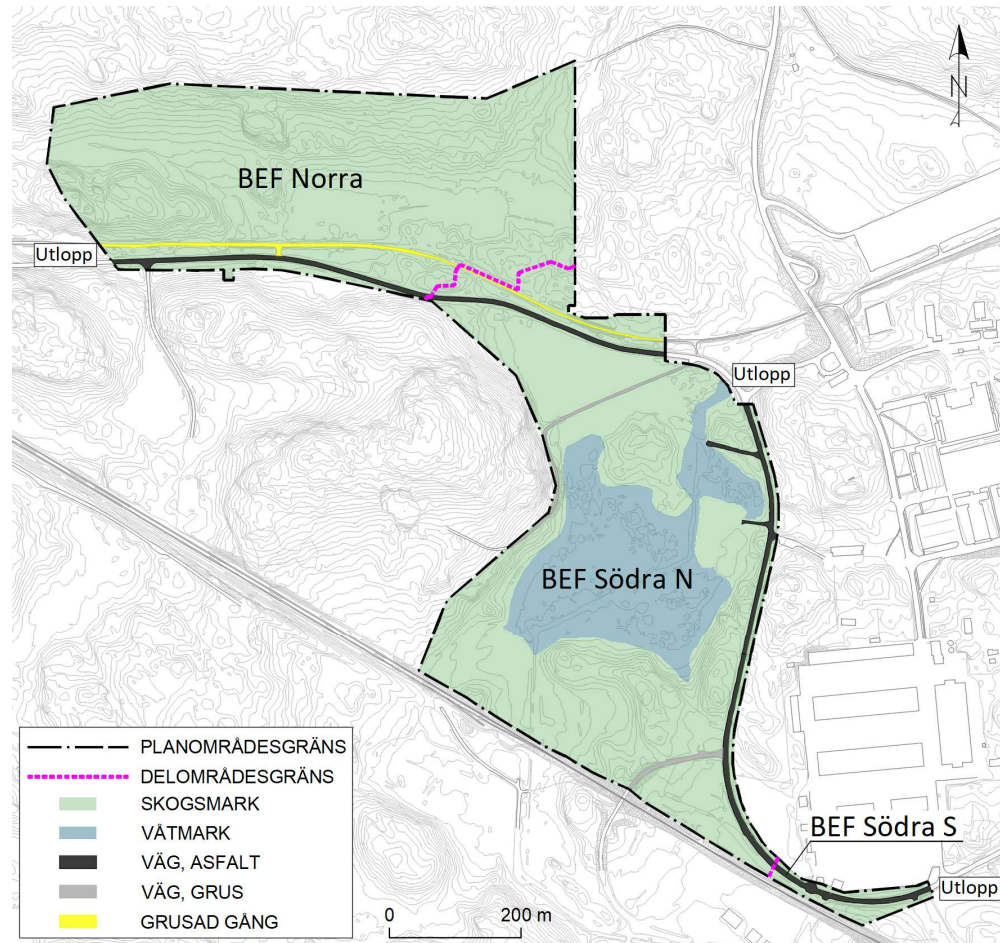 N
BEF Norra
Utlopp
Utlopp
BEF Södra N
PLANOMRÅDESGRÄNS
DELOMRÅDESGRÄNS
SKOGSMARK
VÅTMARK
VÄG, ASFALT
VÄG, GRUS
GRUSAD GÅNG
BEF Södra S
Utlopp
0 200 m